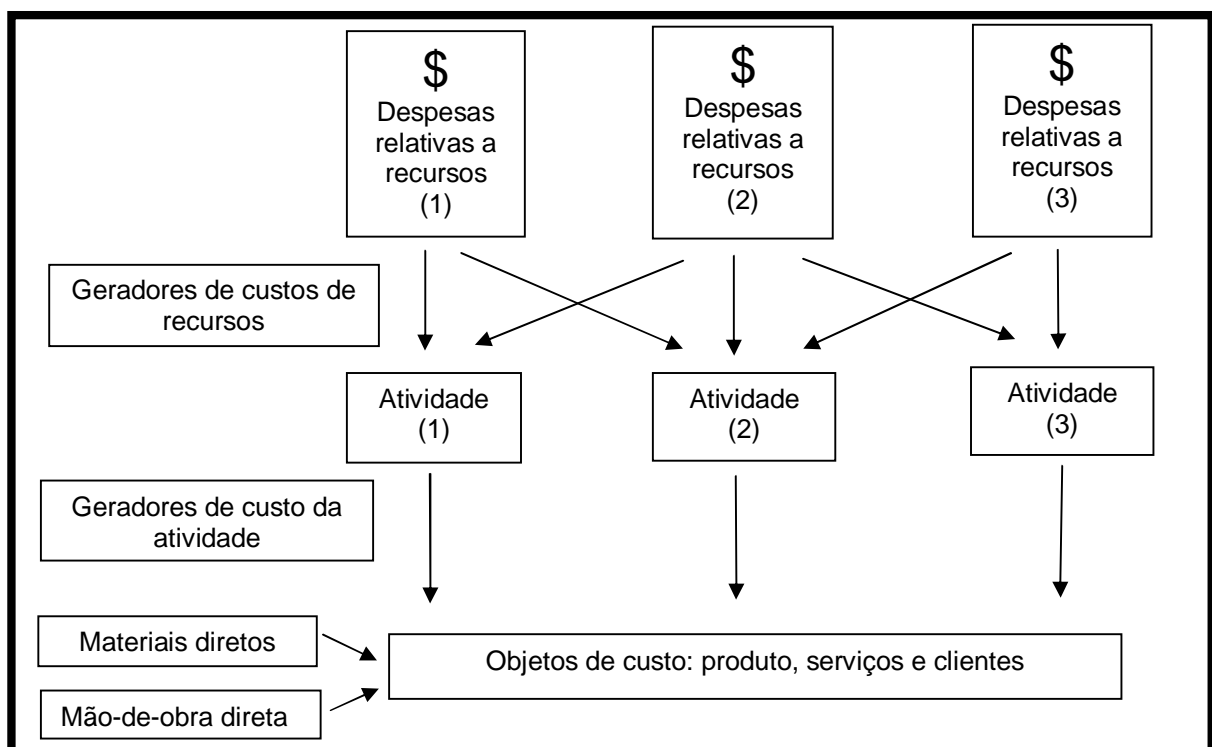 $
Despesas
relativas a
recursos
(1)
$
Despesas
relativas a
recursos
(2)
$
Despesas
relativas a
recursos
(3)
Geradores de custos de
recursos
Atividade
(1)
Atividade
(2)
Atividade
(3)
Geradores de custo da
atividade
Materiais diretos
Objetos de custo: produto, serviços e clientes
Mão-de-obra direta